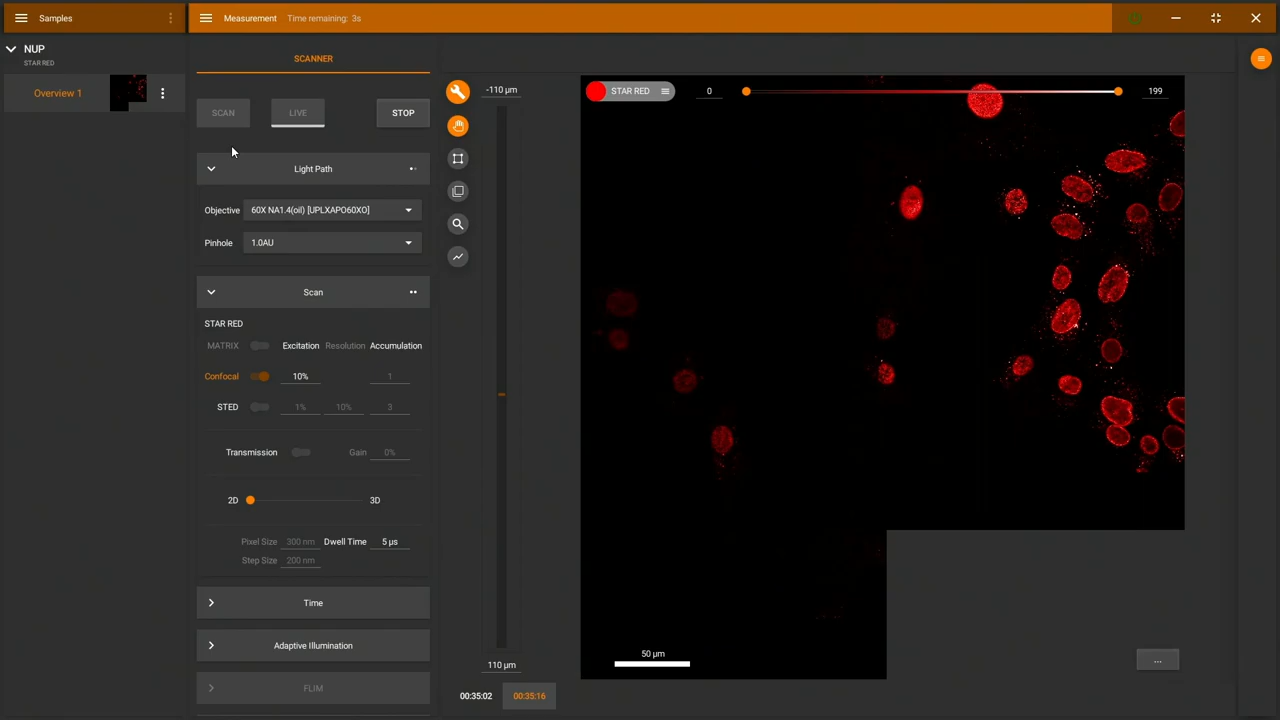 Samples
Measurement Time remaining: 3s
NUP
STAR RED
Overview 1
SCANNER
SCAN LIVE STOP
Light Path
Objective 60X NA1.4(oil) [UPLXAPO60XO]
Pinhole 1.0AU
Scan
STAR RED
MATRIX Excitation Resolution Accumulation
Confocal 10% 1
STED 1% 10% 3
Transmission Gain 0%
2D 3D
Pixel Size 300 nm Dwell Time 5 µs
Step Size 200 nm
Time
Adaptive Illumination
FLIM
-110 µm
110 µm
00:35:02 00:35:16
STAR RED 0 199
50 µm
...